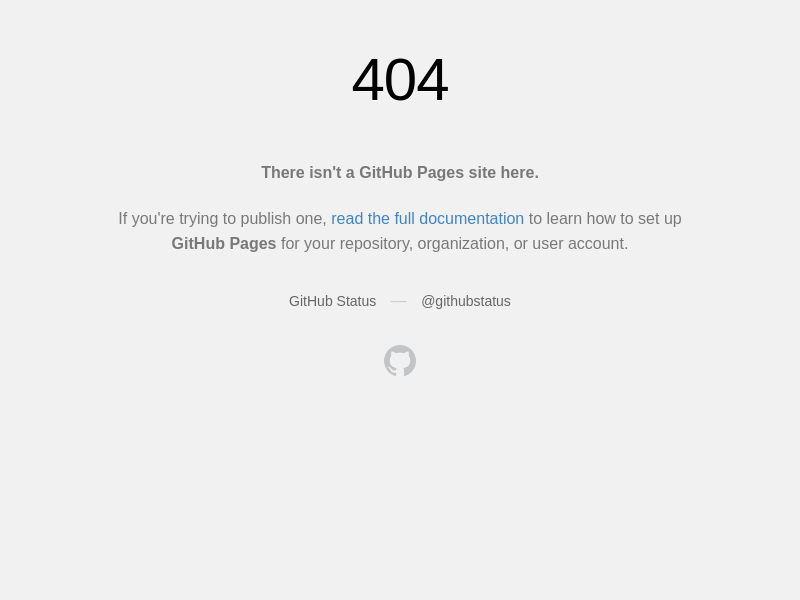 404
There isn't a GitHub Pages site here.
If you're trying to publish one, read the full documentation to learn how to set up
GitHub Pages for your repository, organization, or user account.
GitHub Status — @githubstatus